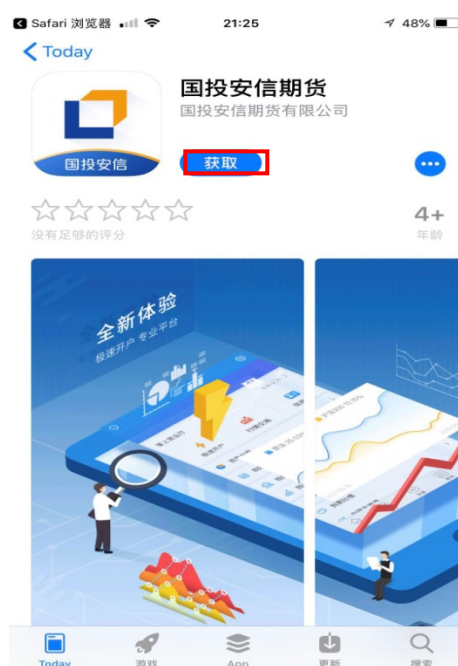 Safari 浏览器
21:25
48%
Today
国投安信期货
国投安信期货有限公司
国投安信
获取
没有足够的评分
4+
年龄
全新体验
极速开户 专业平台
Today
游戏
App
更新
搜索